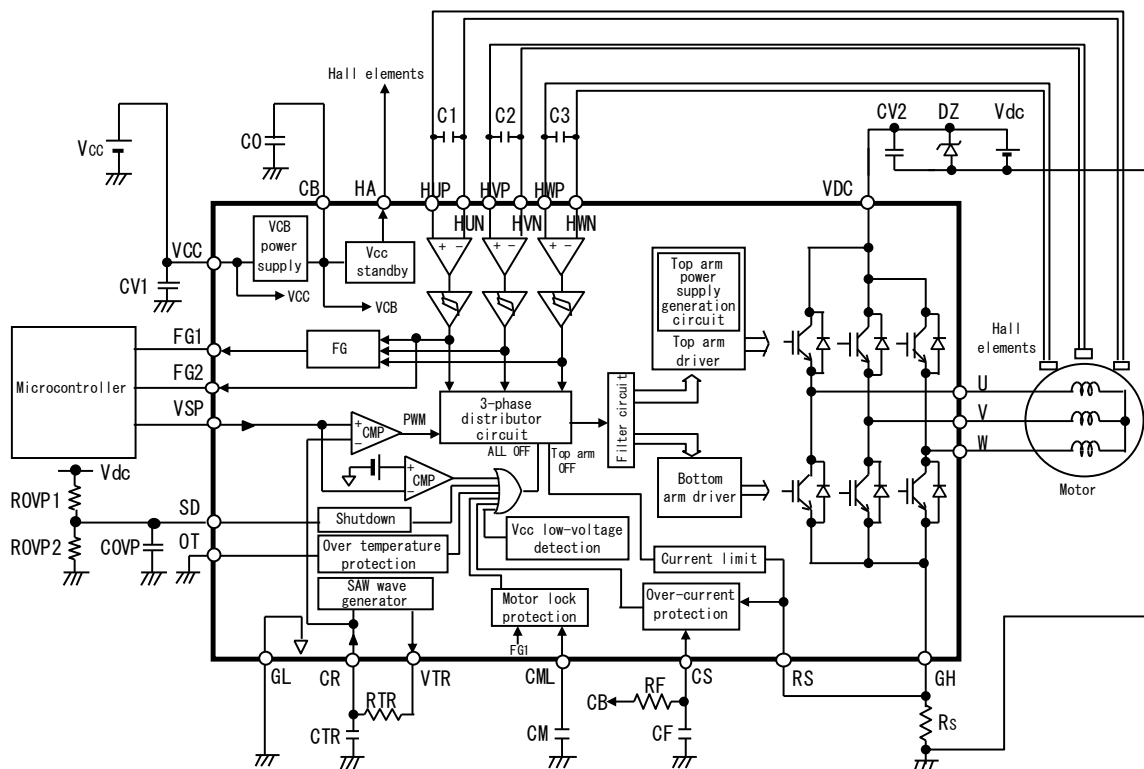 Hall elements
C1
C2
C3
CV2
DZ
Vdc
Vcc
C0
CB
HA
HUP
HVP
HWP
HUN
HVN
HWN
VDC
VCC
VCB
power
supply
Vcc
standby
CV1
VCC
VCB
Top arm
power
supply
generation
circuit
Top arm
driver
Hall
elements
FG1
FG
Microcontroller
FG2
VSP
U
V
W
Motor
3-phase
distributor
circuit
Filter circuit
+
−
CMP
PWM
ALL OFF
Top arm
OFF
Vdc
ROVP1
+
−
CMP
Bottom
arm driver
SD
Shutdown
Vcc low-voltage
detection
ROVP2
COVP
OT
Over temperature
protection
Current limit
SAW wave
generator
Motor lock
protection
Over-current
protection
FG1
GL
CR
VTR
CML
CS
RS
GH
RTR
CB
RF
Rs
CTR
CM
CF
+ −
+ −
+ −